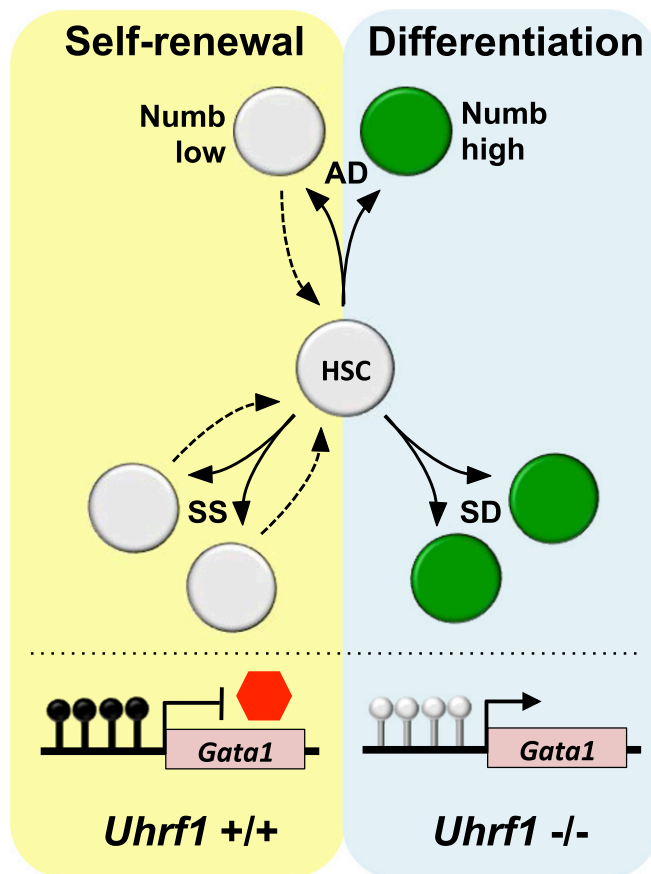 Self-renewal
Differentiation
Numb
low
Numb
high
AD
HSC
SS
SD
Gata1
Gata1
Uhrf1 +/+
Uhrf1 -/-